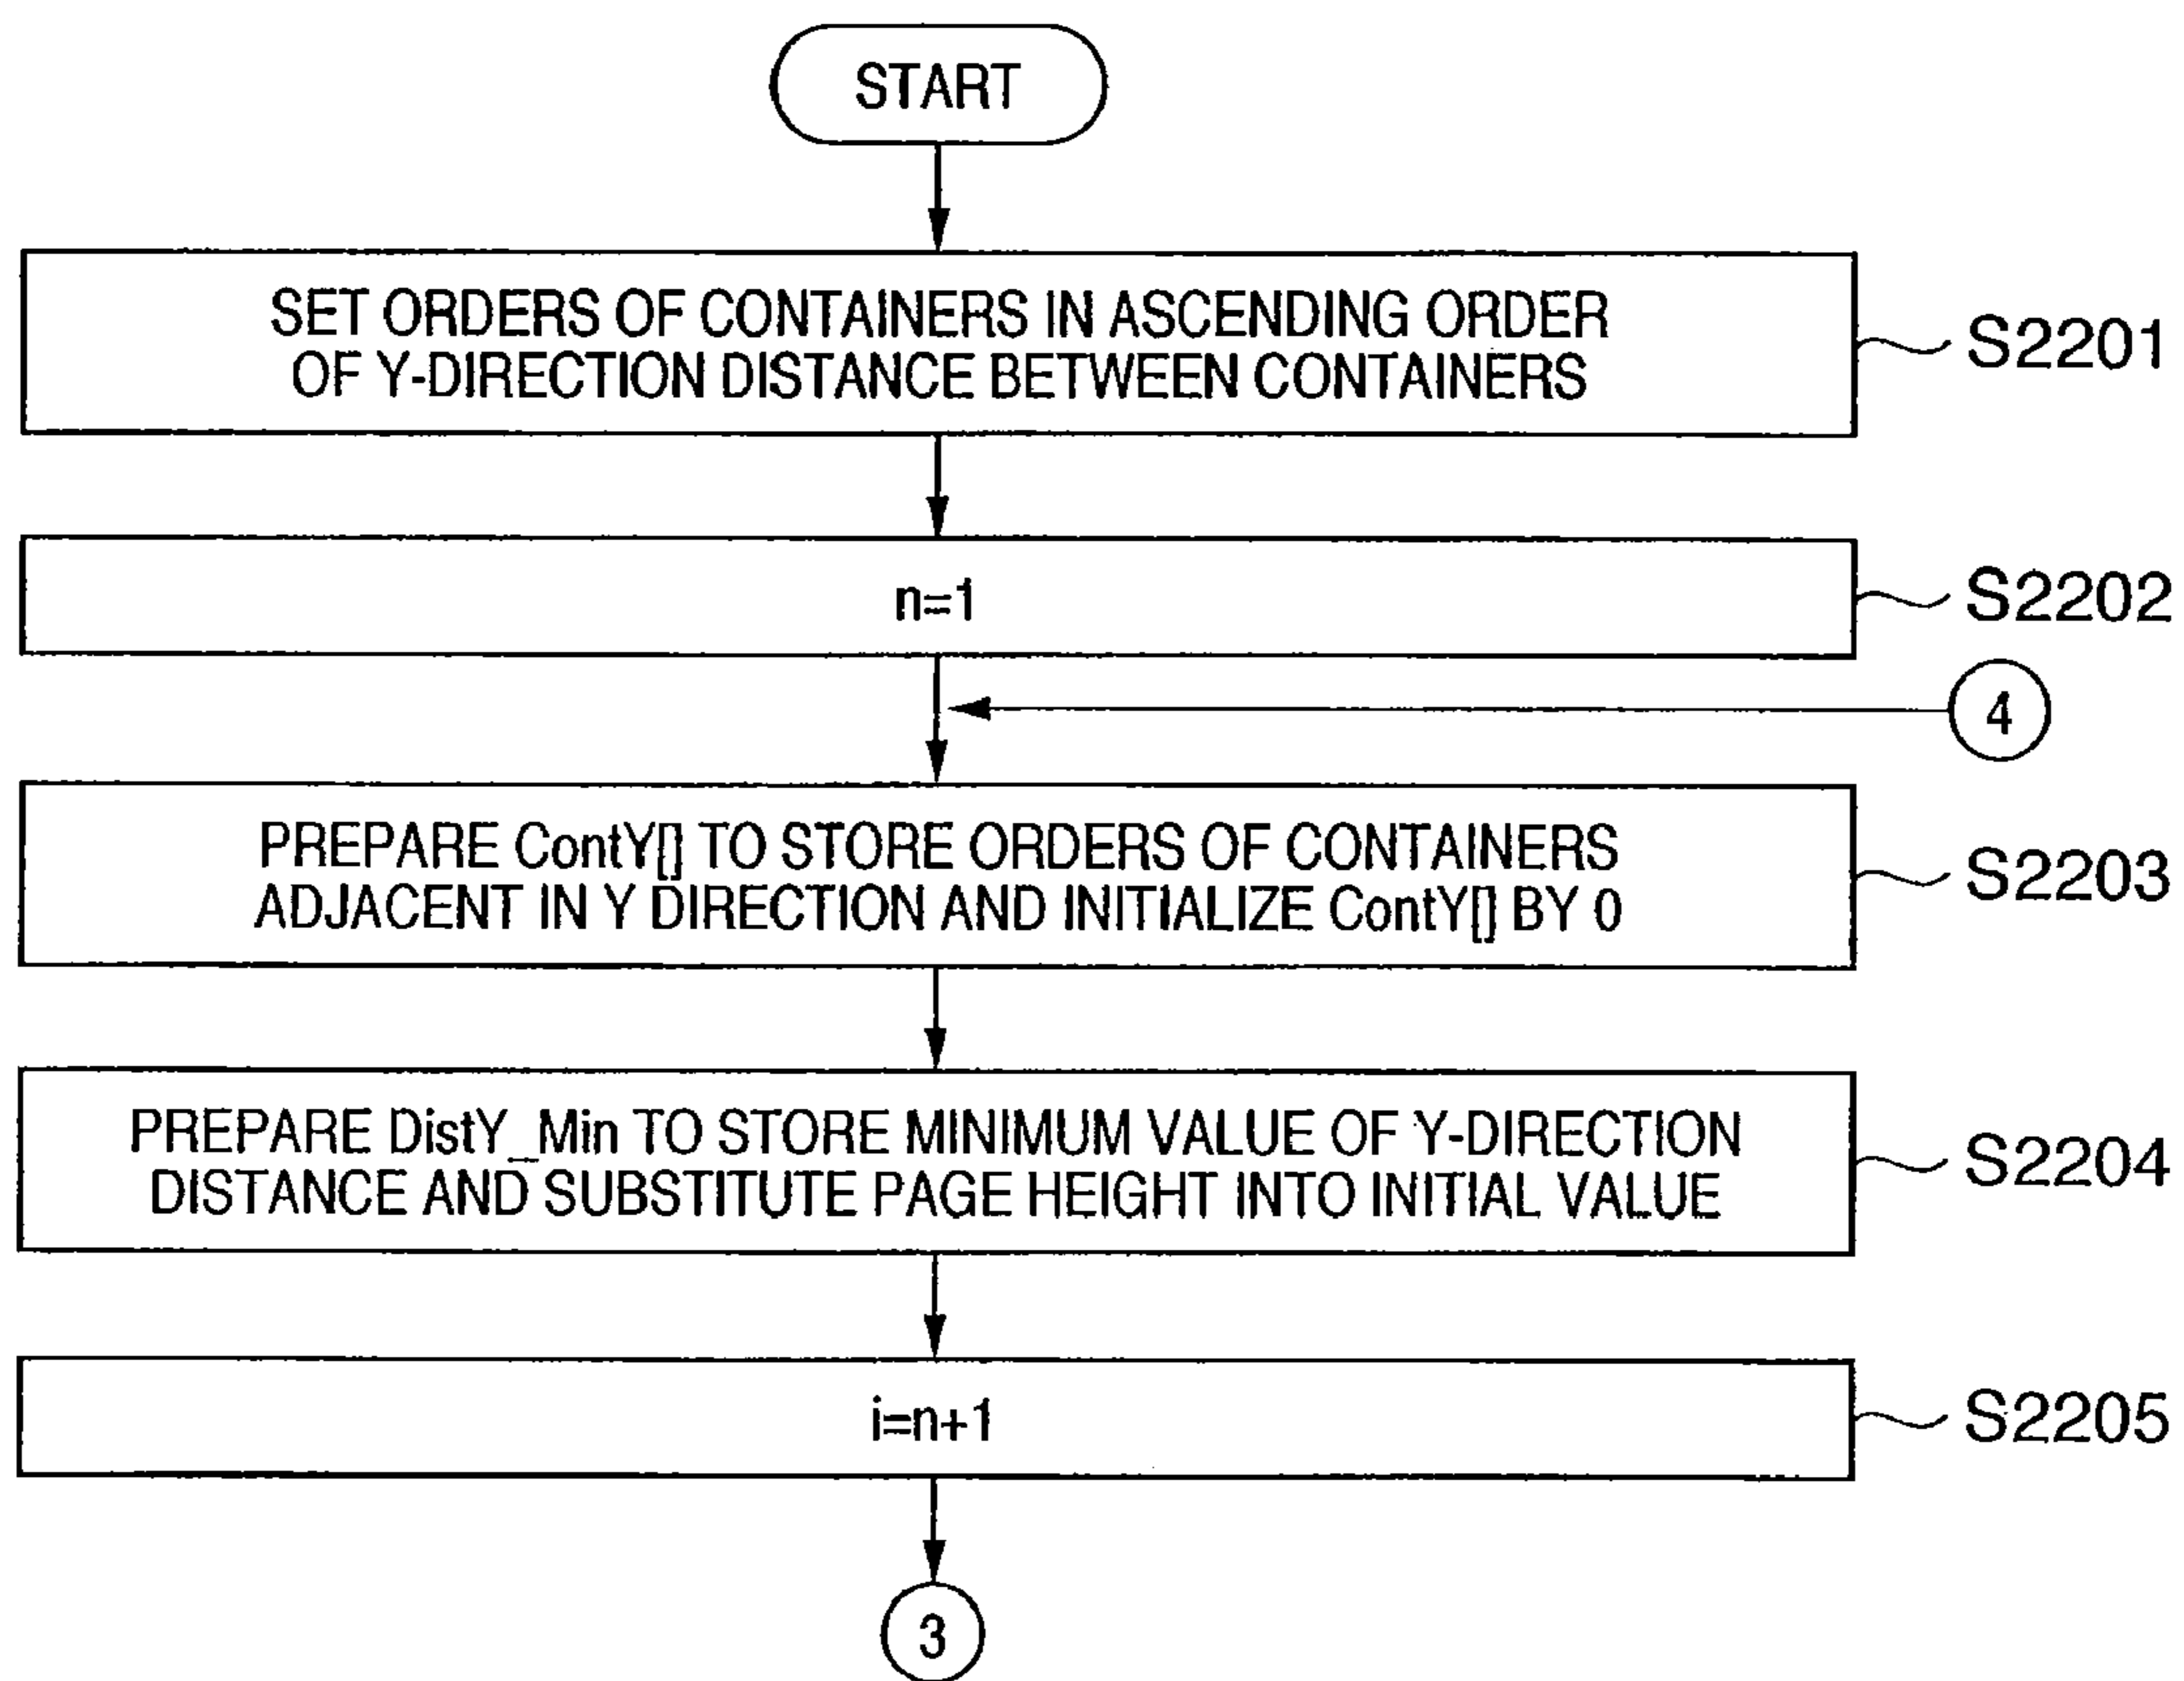 START
SET ORDERS OF CONTAINERS IN ASCENDING ORDER
OF Y-DIRECTION DISTANCE BETWEEN CONTAINERS
S2201
n=1
S2202
4
PREPARE ContY[] TO STORE ORDERS OF CONTAINERS
ADJACENT IN Y DIRECTION AND INITIALIZE ContY[] BY 0
S2203
PREPARE DistY_Min TO STORE MINIMUM VALUE OF Y-DIRECTION
DISTANCE AND SUBSTITUTE PAGE HEIGHT INTO INITIAL VALUE
S2204
i=n+1
S2205
3